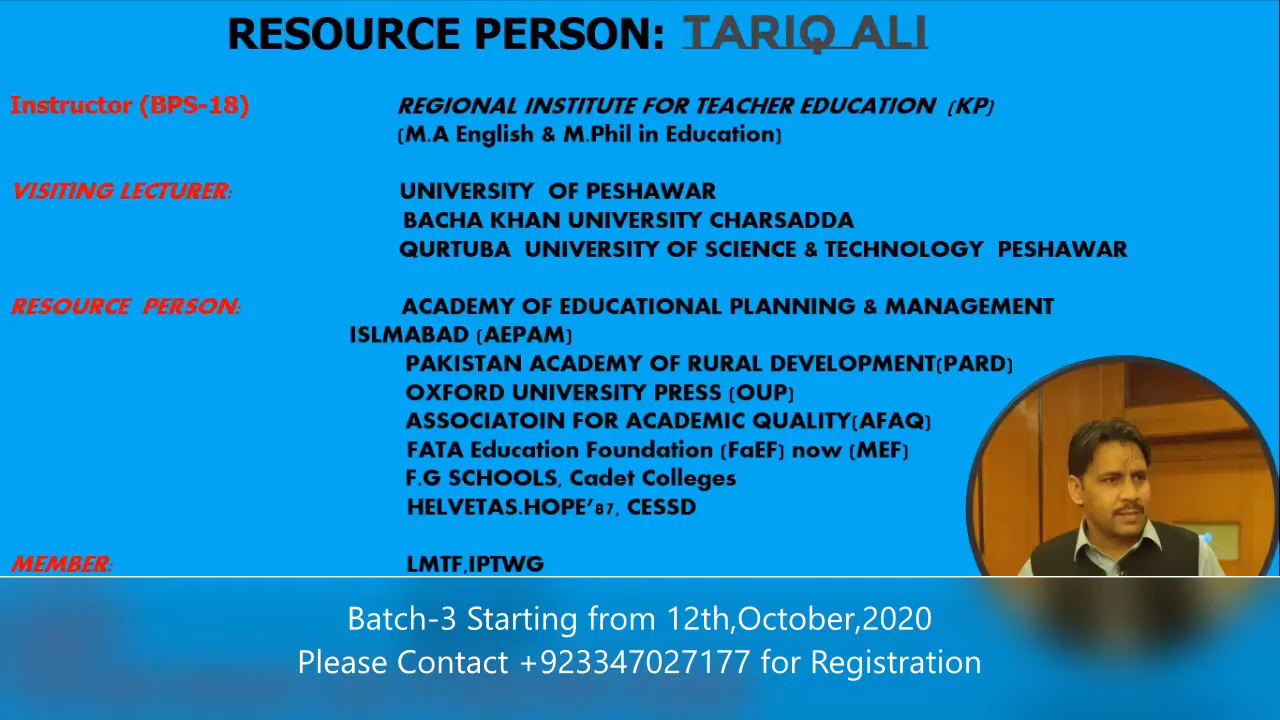 RESOURCE PERSON: TARIQ ALI
Instructor (BPS-18) REGIONAL INSTITUTE FOR TEACHER EDUCATION (KP)
(M.A English & M.Phil in Education)
VISITING LECTURER: UNIVERSITY OF PESHAWAR
BACHA KHAN UNIVERSITY CHARSADDA
QURTUBA UNIVERSITY OF SCIENCE & TECHNOLOGY PESHAWAR
RESOURCE PERSON: ACADEMY OF EDUCATIONAL PLANNING & MANAGEMENT
ISLMABAD (AEPAM)
PAKISTAN ACADEMY OF RURAL DEVELOPMENT(PARD)
OXFORD UNIVERSITY PRESS (OUP)
ASSOCIATOIN FOR ACADEMIC QUALITY(AFAQ)
FATA Education Foundation (FaEF) now (MEF)
F.G SCHOOLS, Cadet Colleges
HELVETAS.HOPE’87, CESSD
MEMBER: LMTF,IPTWG
Batch-3 Starting from 12th,October,2020
Please Contact +923347027177 for Registration